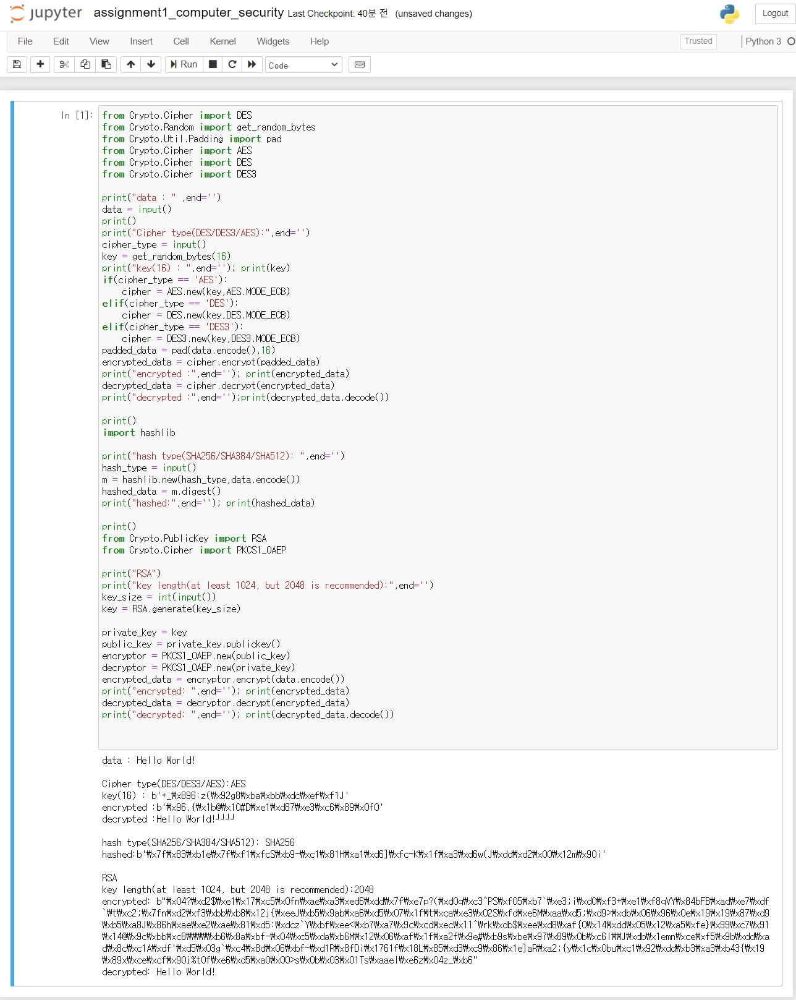 jupyter assignment1_computer_security Last Checkpoint: 40분 전 (unsaved changes) Logout
File Edit View Insert Cell Kernel Widgets Help Trusted Python 3
Run Code
In [1]:
from Crypto.Cipher import DES
from Crypto.Random import get_random_bytes
from Crypto.Util.Padding import pad
from Crypto.Cipher import AES
from Crypto.Cipher import DES
from Crypto.Cipher import DES3
print("data : " ,end='')
data = input()
print()
print("Cipher type(DES/DES3/AES):",end='')
cipher_type = input()
key = get_random_bytes(16)
print("key(16) : ",end=''); print(key)
if(cipher_type == 'AES'):
    cipher = AES.new(key,AES.MODE_ECB)
elif(cipher_type == 'DES'):
    cipher = DES.new(key,DES.MODE_ECB)
elif(cipher_type == 'DES3'):
    cipher = DES3.new(key,DES3.MODE_ECB)
padded_data = pad(data.encode(),16)
encrypted_data = cipher.encrypt(padded_data)
print("encrypted :",end=''); print(encrypted_data)
decrypted_data = cipher.decrypt(encrypted_data)
print("decrypted :",end='');print(decrypted_data.decode())
print()
import hashlib
print("hash type(SHA256/SHA384/SHA512): ",end='')
hash_type = input()
m = hashlib.new(hash_type,data.encode())
hashed_data = m.digest()
print("hashed:",end=''); print(hashed_data)
print()
from Crypto.PublicKey import RSA
from Crypto.Cipher import PKCS1_OAEP
print("RSA")
print("key length(at least 1024, but 2048 is recommended):",end='')
key_size = int(input())
key = RSA.generate(key_size)
private_key = key
public_key = private_key.publickey()
encryptor = PKCS1_OAEP.new(public_key)
decryptor = PKCS1_OAEP.new(private_key)
encrypted_data = encryptor.encrypt(data.encode())
print("encrypted: ",end=''); print(encrypted_data)
decrypted_data = decryptor.decrypt(encrypted_data)
print("decrypted: ",end=''); print(decrypted_data.decode())
data : Hello World!
Cipher type(DES/DES3/AES):AES
key(16) : b'+_₩x896:z(₩x92g8₩xba₩xbb₩xdc₩xef₩xf1J'
encrypted :b'₩x96,{₩x1b@₩x10#D₩xe1₩xd87₩xe3₩xc6₩x89₩x0f0'
decrypted :Hello World!┘┘┘┘
hash type(SHA256/SHA384/SHA512): SHA256
hashed:b'₩x7f₩x83₩xb1e₩x7f₩xf1₩xfcS₩xb9-₩xc1₩x81H₩xa1₩xd6]₩xfc-K₩x1f₩xa3₩xd6w(J₩xdd₩xd2₩x00₩x12m₩x90i'
RSA
key length(at least 1024, but 2048 is recommended):2048
encrypted: b"₩x04?₩xd2$₩xe1₩x17₩xc5₩x0fn₩xae₩xa3₩xed6₩xdd₩x7f₩xe7p?(₩xd0q₩xc3^PS₩xf05₩xb7`₩xe3;i₩xd0₩xf3+₩xe1₩xf8qVY₩x84bFB₩xad₩xe7₩xdf
`₩t₩xc2;₩x7fn₩xd2₩xf3₩xbb₩xb8₩x12j{₩xeeJ₩xb5₩x9ab₩xa6₩xd5₩x07₩x1f₩t₩xca₩xe3₩x02S₩xfd₩xe6M₩xaa₩xd5;₩xd9>₩xdb₩x06₩x96₩x0e₩x19₩x19₩x87₩xd9
₩xb5₩xa8J₩x86h₩xae₩xe2₩xae₩x81₩xd5:₩xdcz`Y₩xbf₩xee<₩xb7₩xa7₩x9c₩xcd₩xec₩x11^₩rk₩xdb$₩xee₩xd8₩xaf{0₩x14₩xdd₩x05₩x12₩xa5₩xfe}₩x99₩xc7₩x91
₩x14@₩x9c₩xbb₩xc8₩₩₩₩₩xb6₩x8a₩xbf-₩x04₩xc5₩xda₩xb6M₩x12₩x06₩xaf₩x1f₩xa2f₩x9e#₩xb9s₩xbe₩x97₩x89₩x0b₩xc6l₩₩J₩xdb₩x1emn₩xce₩xf5₩x9b₩xdd₩xa
d₩x8c₩xc1A₩xdf'₩xd5₩x03g`₩xc4₩x8d₩x06₩xbf~₩xd1R₩x8fDi₩x1761f₩x18L₩x85₩xd3₩xc9₩x86₩x1e]aR₩xa2;{y₩x1c₩x0bu₩xc1₩x92₩xdd₩xb3₩xa3₩xb43{₩x19
₩x89x₩xce₩xcf₩x90j%t0f₩xe6₩xd5₩xa0₩x00>s₩x0b₩x03₩x01Ts₩xaael₩xe6z₩x04z_₩xb6"
decrypted: Hello World!